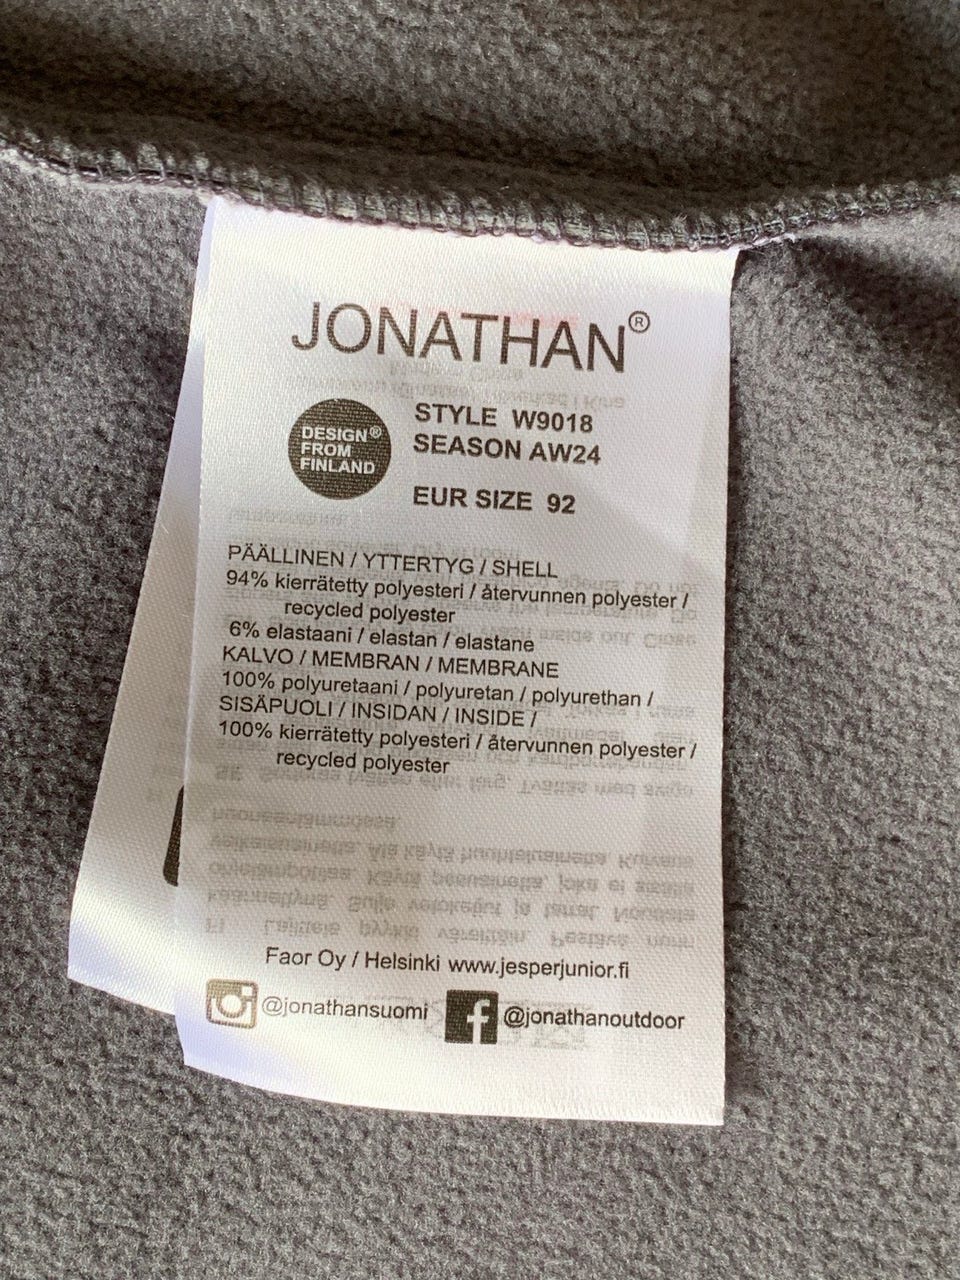 JONATHAN®
DESIGN®
FROM
FINLAND
STYLE W9018
SEASON AW24
EUR SIZE 92
PÄÄLLINEN / YTTERTYG / SHELL
94% kierrätetty polyesteri / återvunnen polyester /
recycled polyester
6% elastaani / elastan / elastane
KALVO / MEMBRAN / MEMBRANE
100% polyuretaani / polyuretan / polyurethan /
SISÄPUOLI / INSIDAN / INSIDE /
100% kierrätetty polyesteri / återvunnen polyester /
recycled polyester
Faor Oy / Helsinki www.jesperjunior.fi
@jonathansuomi f @jonathanoutdoor